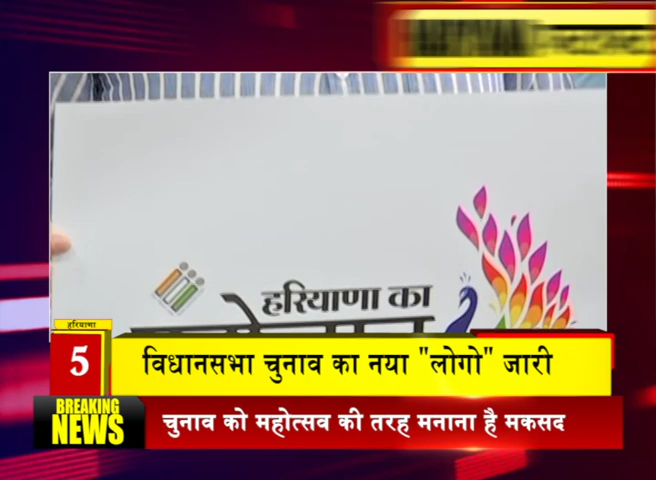 हरियाणा का
हरियाणा
5
विधानसभा चुनाव का नया "लोगो" जारी
BREAKING
NEWS
चुनाव को महोत्सव की तरह मनाना है मकसद